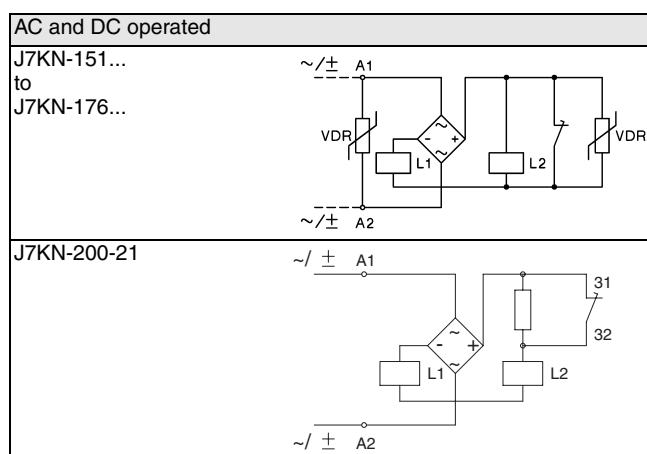 AC and DC operated
J7KN-151...
to
J7KN-176...
~/± A1
VDR
~
- +
~
L1
L2
VDR
~/± A2
J7KN-200-21
~/ ± A1
31
32
~
- +
~
L1
L2
~/ ± A2